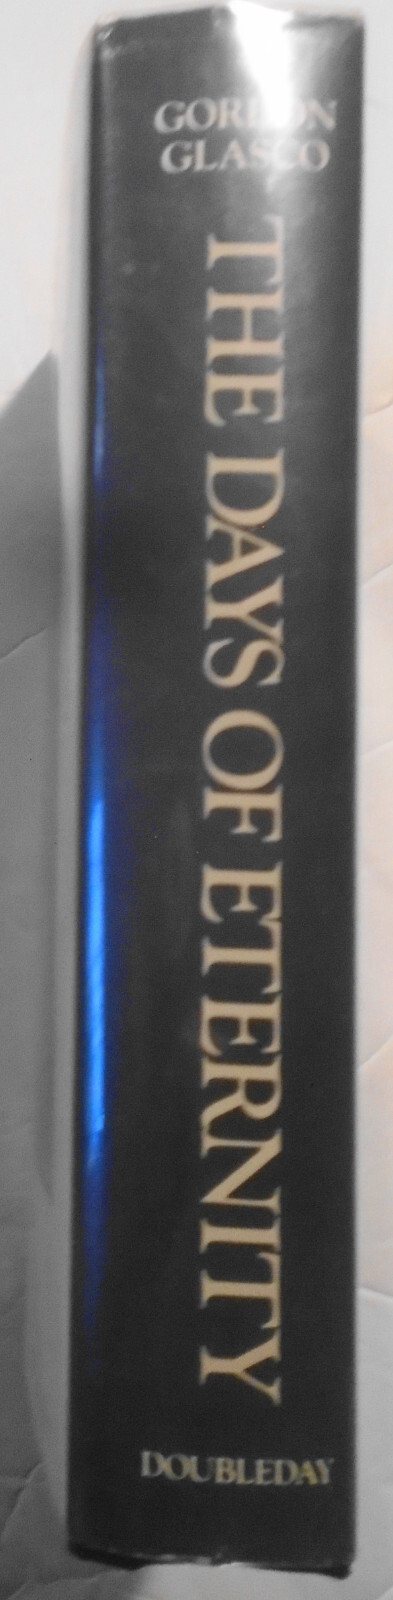 GORDON
GLASCO
THE DAYS OF ETERNITY
DOUBLEDAY